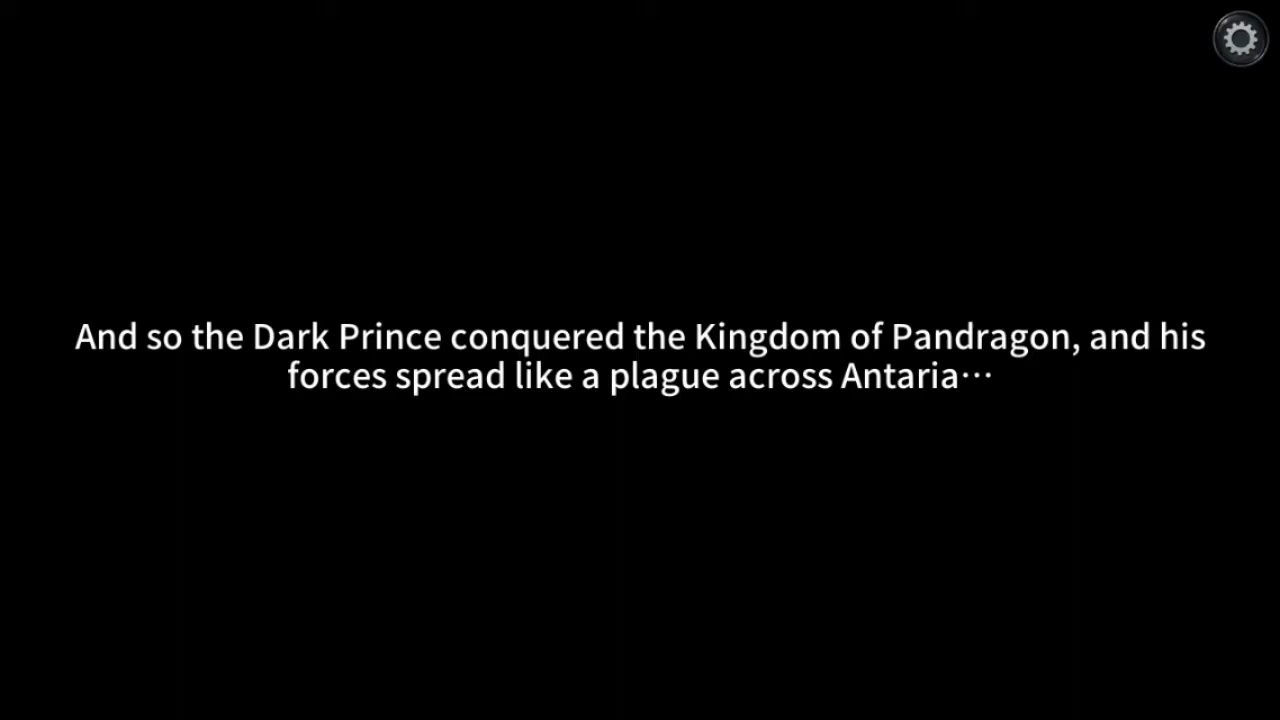 And so the Dark Prince conquered the Kingdom of Pandragon, and his
forces spread like a plague across Antaria···